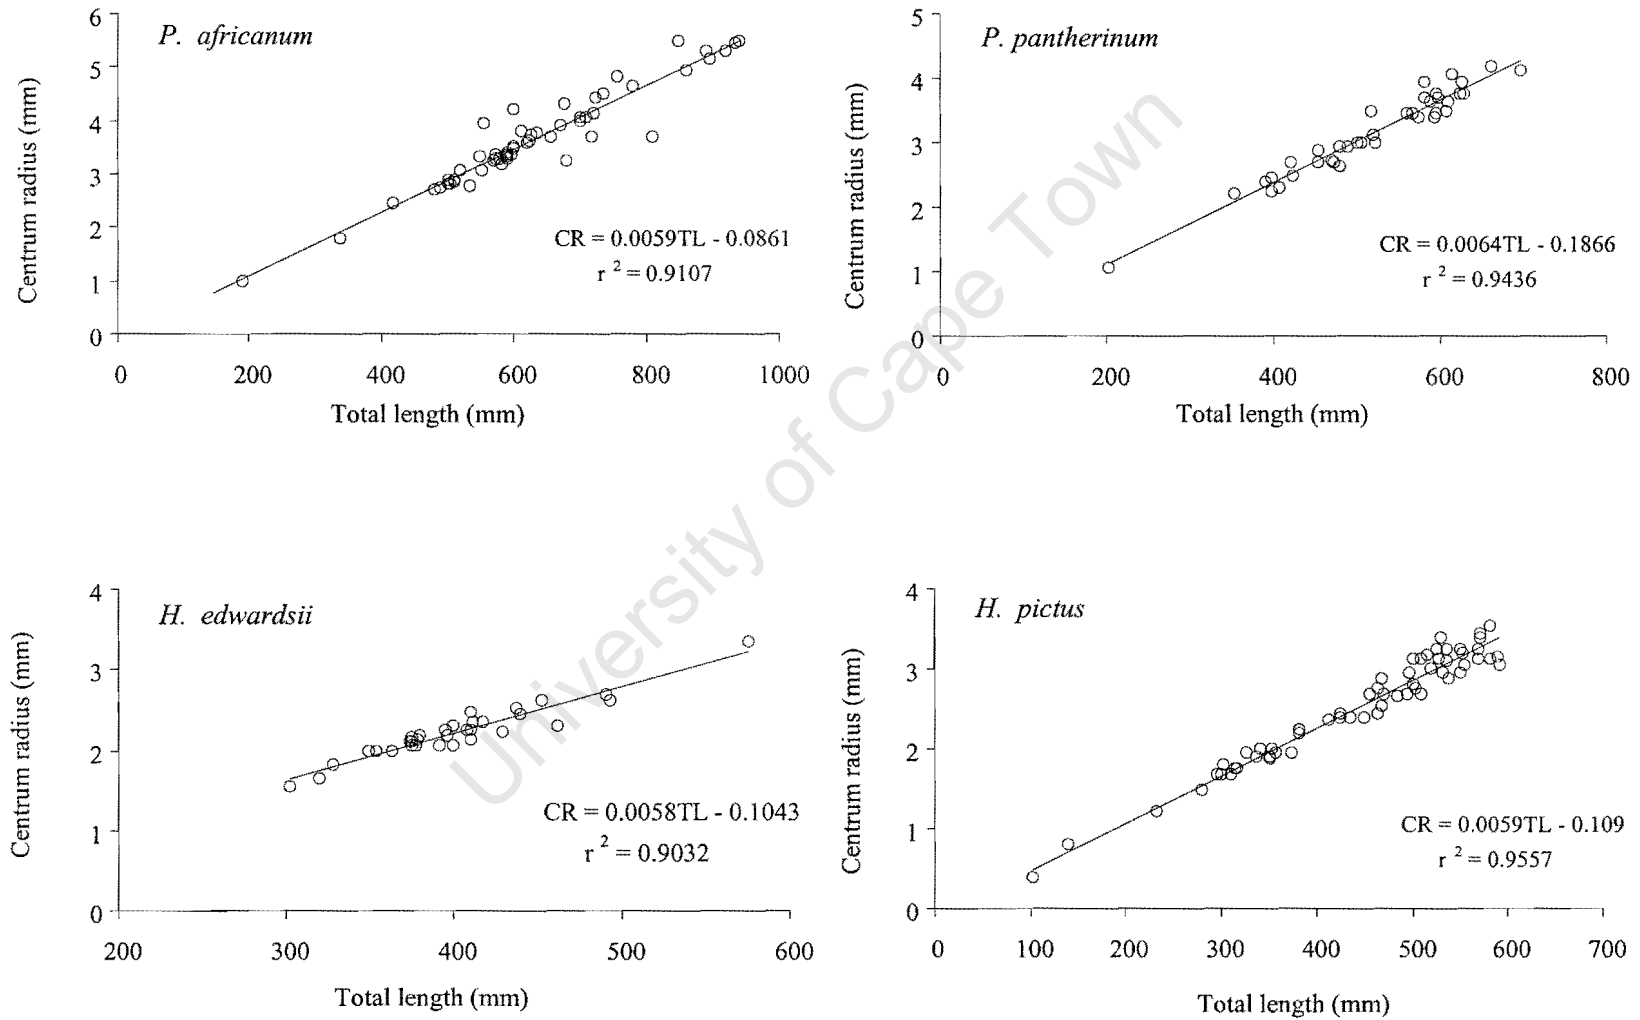 P. africanum
6
5
4
3
2
1
0
Centrum radius (mm)
CR = 0.0059TL - 0.0861
r 2 = 0.9107
0 200 400 600 800 1000
Total length (mm)
P. pantherinum
5
4
3
2
1
0
Centrum radius (mm)
CR = 0.0064TL - 0.1866
r 2 = 0.9436
0 200 400 600 800
Total length (mm)
University of Cape Town
H. edwardsii
4
3
2
1
0
Centrum radius (mm)
CR = 0.0058TL - 0.1043
r 2 = 0.9032
200 300 400 500 600
Total length (mm)
H. pictus
4
3
2
1
0
Centrum radius (mm)
CR = 0.0059TL - 0.109
r 2 = 0.9557
0 100 200 300 400 500 600 700
Total length (mm)